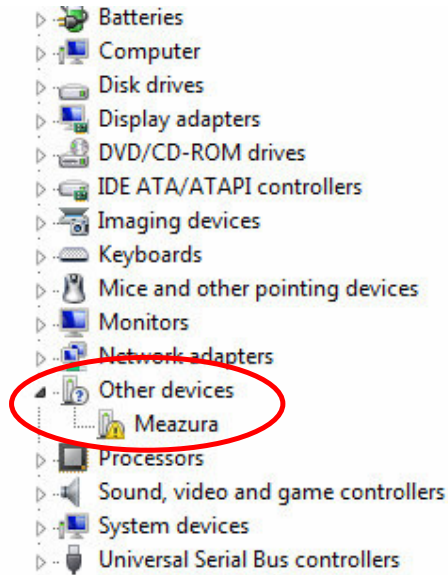 Batteries
Computer
Disk drives
Display adapters
DVD/CD-ROM drives
IDE ATA/ATAPI controllers
Imaging devices
Keyboards
Mice and other pointing devices
Monitors
Network adapters
Other devices
Meazura
Processors
Sound, video and game controllers
System devices
Universal Serial Bus controllers